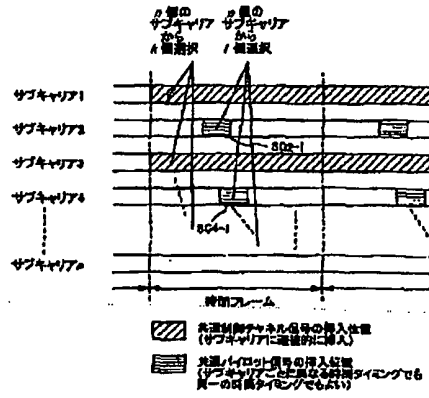 n個の
サブキャリア
から
k個選択
n個の
サブキャリア
から
l個選択
サブキャリア1
サブキャリア2
SC2-1
サブキャリア3
サブキャリア4
SC4-1
サブキャリアn
時間フレーム
共通制御チャネル信号の挿入位置
(サブキャリアに連続的に挿入)
共通パイロット信号の挿入位置
(サブキャリアごとに異なる時間タイミングでも
同一の時間タイミングでもよい)